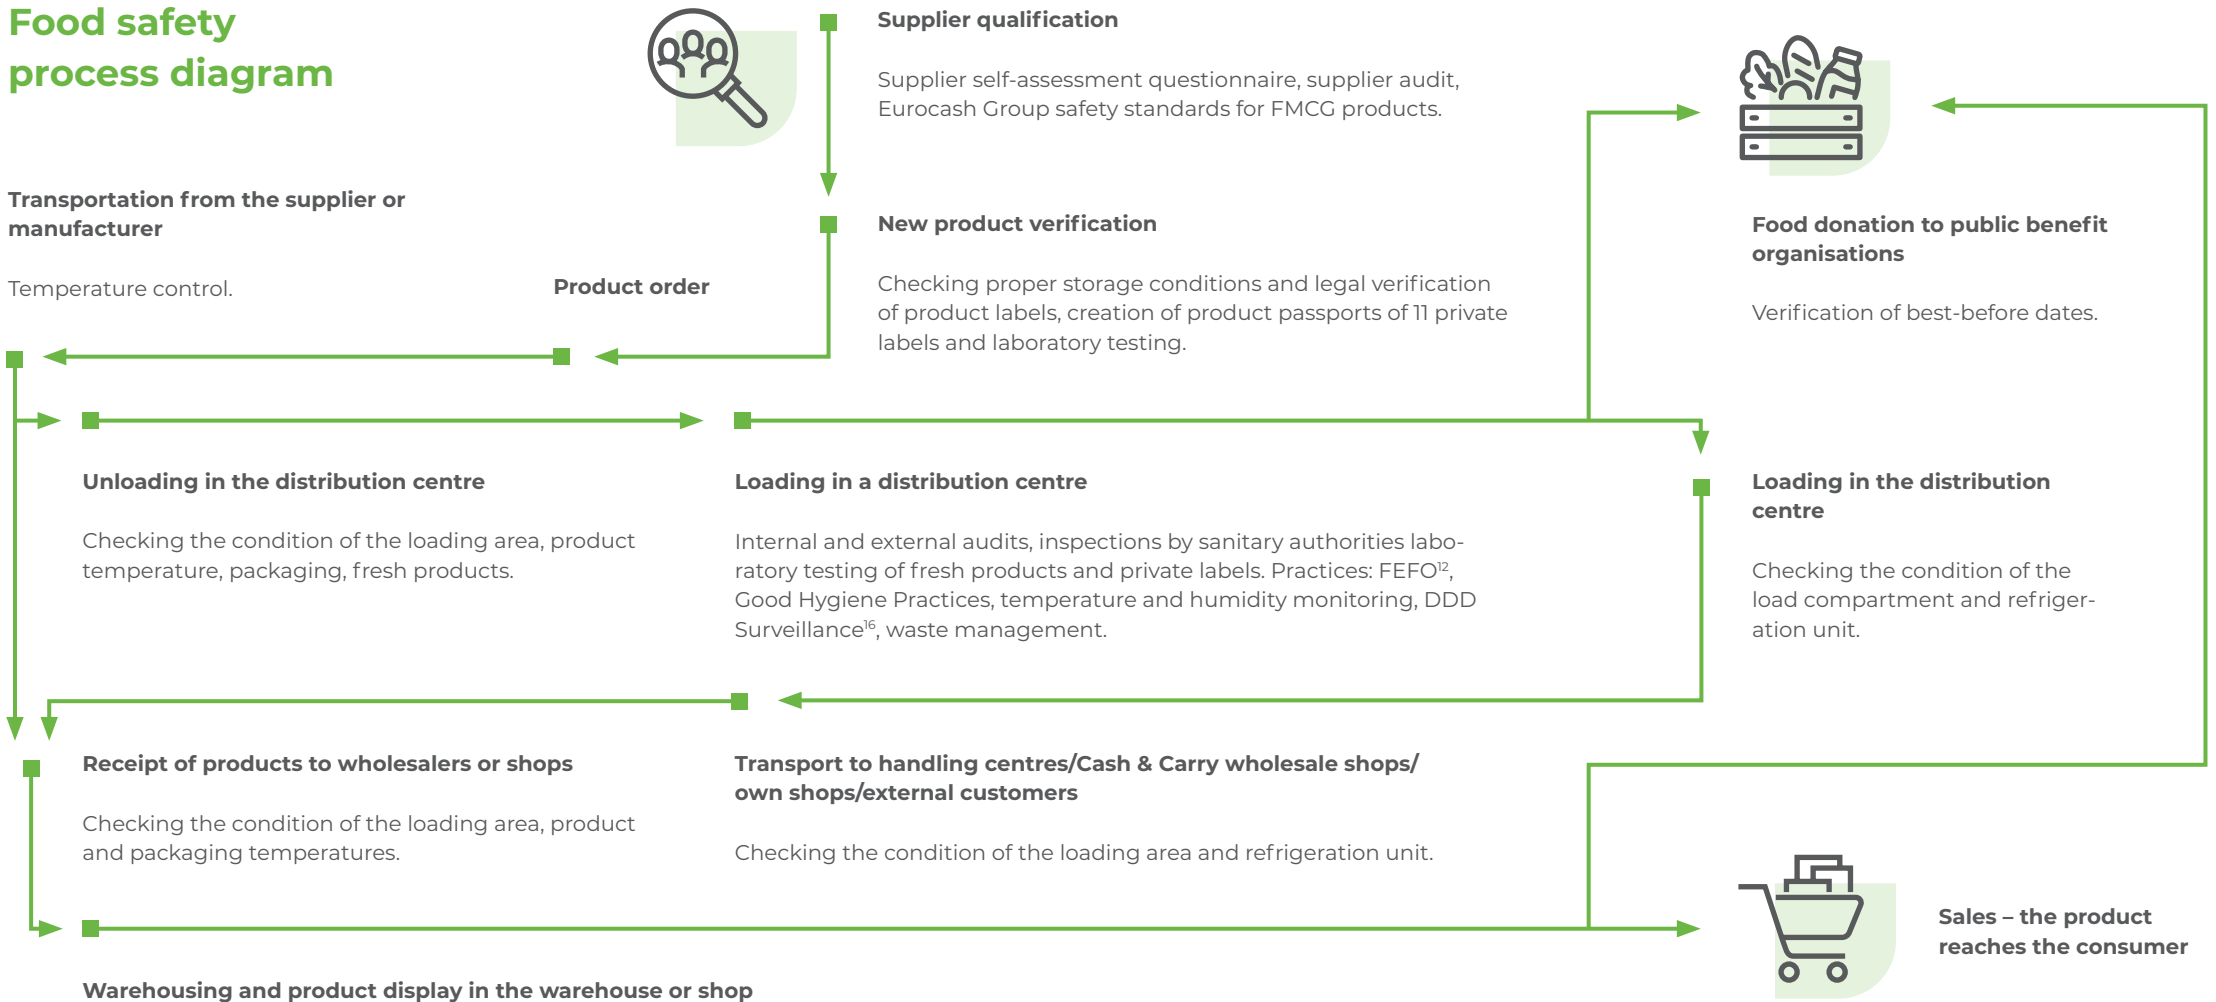 Food safety
process diagram
Supplier qualification
Supplier self-assessment questionnaire, supplier audit,
Eurocash Group safety standards for FMCG products.
Transportation from the supplier or
manufacturer
Temperature control.
Product order
New product verification
Checking proper storage conditions and legal verification
of product labels, creation of product passports of 11 private
labels and laboratory testing.
Food donation to public benefit
organisations
Verification of best-before dates.
Unloading in the distribution centre
Checking the condition of the loading area, product
temperature, packaging, fresh products.
Loading in a distribution centre
Internal and external audits, inspections by sanitary authorities labo-
ratory testing of fresh products and private labels. Practices: FEFO¹²,
Good Hygiene Practices, temperature and humidity monitoring, DDD
Surveillance¹⁶, waste management.
Loading in the distribution
centre
Checking the condition of the
load compartment and refriger-
ation unit.
Receipt of products to wholesalers or shops
Checking the condition of the loading area, product
and packaging temperatures.
Transport to handling centres/Cash & Carry wholesale shops/
own shops/external customers
Checking the condition of the loading area and refrigeration unit.
Sales – the product
reaches the consumer
Warehousing and product display in the warehouse or shop